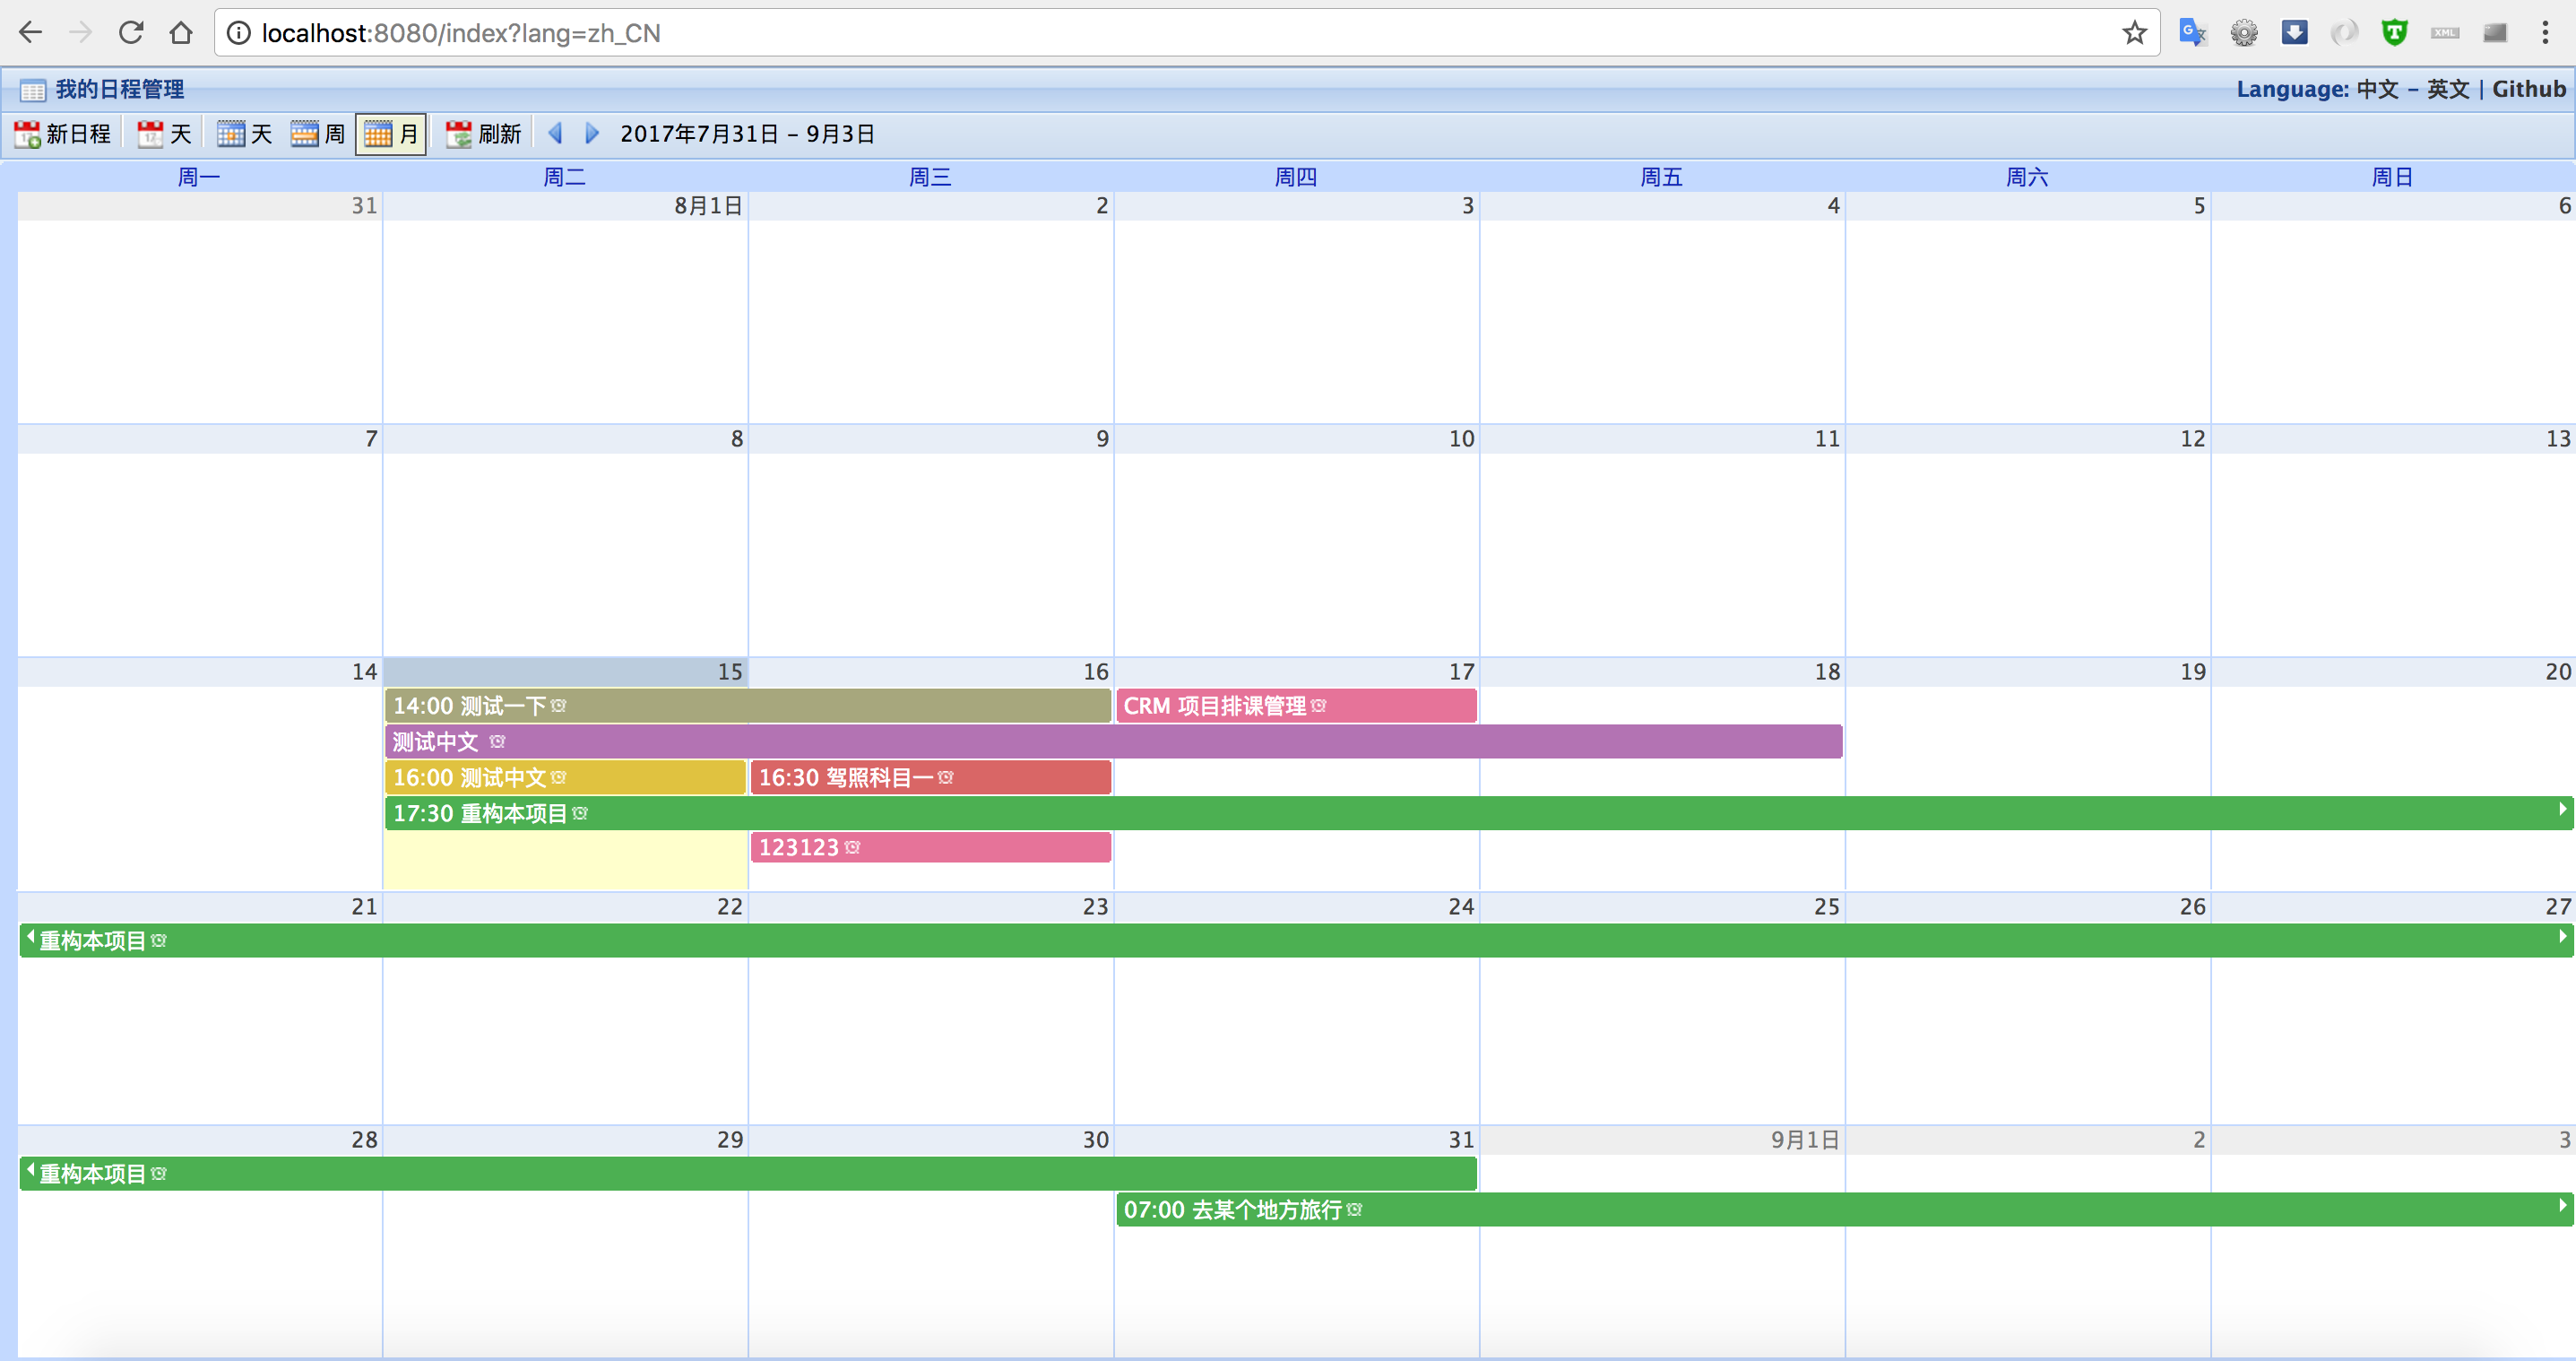 localhost:8080/index?lang=zh_CN
我的日程管理 Language: 中文 – 英文 | Github
新日程 天 天 周 月 刷新 2017年7月31日 – 9月3日
周一 周二 周三 周四 周五 周六 周日
31 8月1日 2 3 4 5 6
7 8 9 10 11 12 13
14 15 16 17 18 19 20
14:00 测试一下 CRM 项目排课管理
测试中文
16:00 测试中文 16:30 驾照科目一
17:30 重构本项目
123123
21 22 23 24 25 26 27
重构本项目
28 29 30 31 9月1日 2 3
重构本项目
07:00 去某个地方旅行